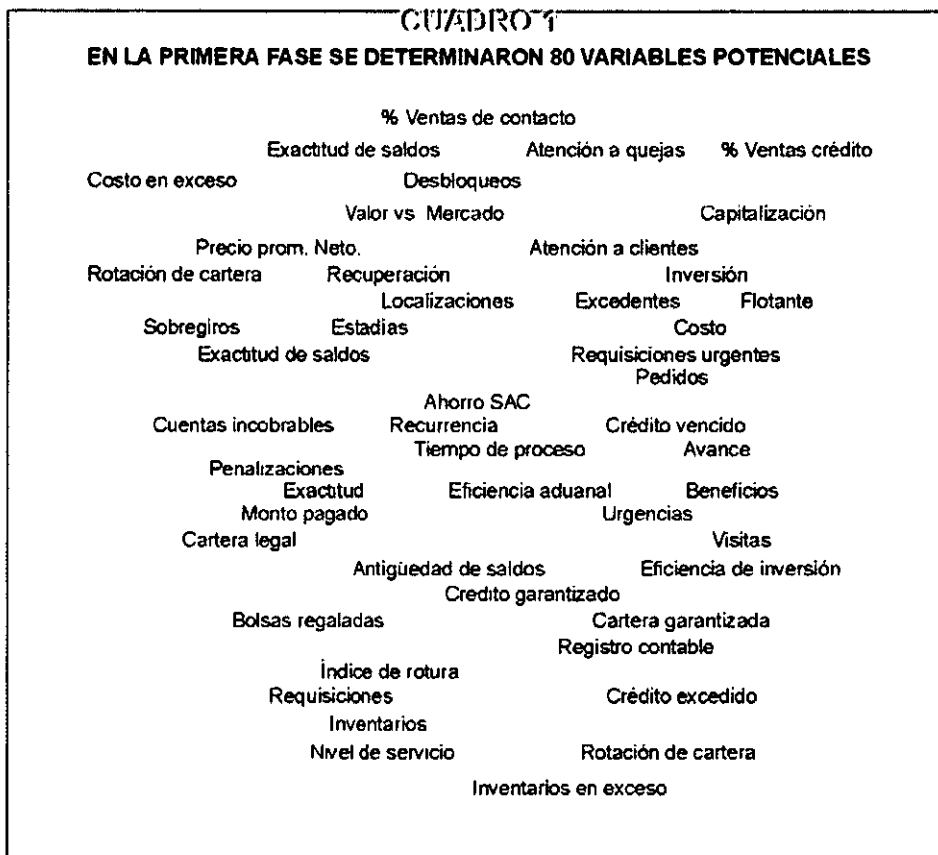 CUADRO 1
EN LA PRIMERA FASE SE DETERMINARON 80 VARIABLES POTENCIALES
% Ventas de contacto
Exactitud de saldos Atención a quejas % Ventas crédito
Costo en exceso Desbloqueos
Valor vs Mercado Capitalización
Precio prom. Neto. Atención a clientes
Rotación de cartera Recuperación Inversión
Localizaciones Excedentes Flotante
Sobregiros Estadías Costo
Exactitud de saldos Requisiciones urgentes
Pedidos
Ahorro SAC
Cuentas incobrables Recurrencia Crédito vencido
Tiempo de proceso Avance
Penalizaciones
Exactitud Eficiencia aduanal Beneficios
Monto pagado Urgencias
Cartera legal Visitas
Antigüedad de saldos Eficiencia de inversión
Credito garantizado
Bolsas regaladas Cartera garantizada
Registro contable
Índice de rotura
Requisiciones Crédito excedido
Inventarios
Nivel de servicio Rotación de cartera
Inventarios en exceso